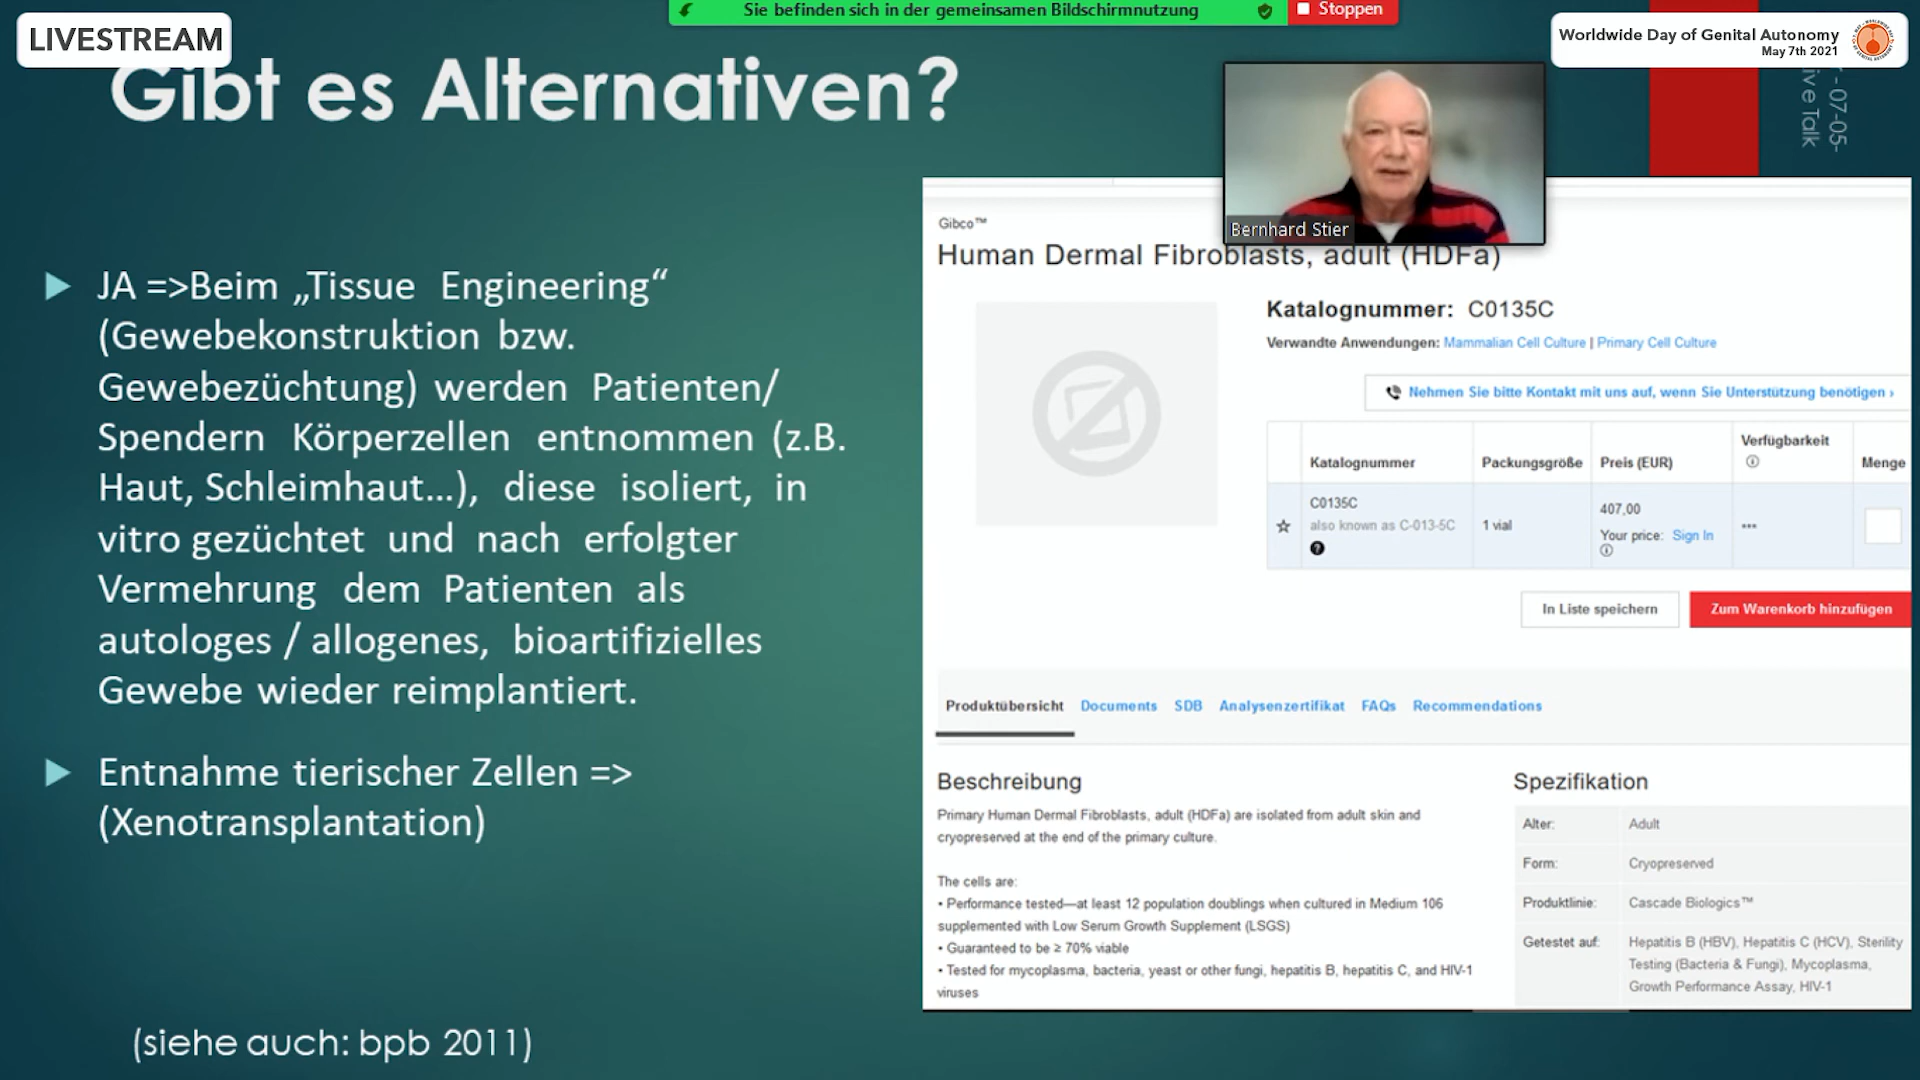 Sie befinden sich in der gemeinsamen Bildschirmnutzung
Stoppen
LIVESTREAM
Worldwide Day of Genital Autonomy
May 7th 2021
Gibt es Alternativen?
- 07-05-
ive Talk
Bernhard Stier
JA =>Beim „Tissue Engineering“
(Gewebekonstruktion bzw.
Gewebezüchtung) werden Patienten/
Spendern Körperzellen entnommen (z.B.
Haut, Schleimhaut...), diese isoliert, in
vitro gezüchtet und nach erfolgter
Vermehrung dem Patienten als
autologes / allogenes, bioartifizielles
Gewebe wieder reimplantiert.
Entnahme tierischer Zellen =>
(Xenotransplantation)
(siehe auch: bpb 2011)
Gibco™
Human Dermal Fibroblasts, adult (HDFa)
Katalognummer: C0135C
Verwandte Anwendungen: Mammalian Cell Culture | Primary Cell Culture
Nehmen Sie bitte Kontakt mit uns auf, wenn Sie Unterstützung benötigen ›
Katalognummer Packungsgröße Preis (EUR) Verfügbarkeit Menge
C0135C
also known as C-013-5C
1 vial
407,00
Your price: Sign In
...
In Liste speichern
Zum Warenkorb hinzufügen
Produktübersicht Documents SDB Analysenzertifikat FAQs Recommendations
Beschreibung
Primary Human Dermal Fibroblasts, adult (HDFa) are isolated from adult skin and
cryopreserved at the end of the primary culture.
The cells are:
• Performance tested—at least 12 population doublings when cultured in Medium 106
supplemented with Low Serum Growth Supplement (LSGS)
• Guaranteed to be ≥ 70% viable
• Tested for mycoplasma, bacteria, yeast or other fungi, hepatitis B, hepatitis C, and HIV-1
viruses
Spezifikation
Alter: Adult
Form: Cryopreserved
Produktlinie: Cascade Biologics™
Getestet auf: Hepatitis B (HBV), Hepatitis C (HCV), Sterility
Testing (Bacteria & Fungi), Mycoplasma,
Growth Performance Assay, HIV-1